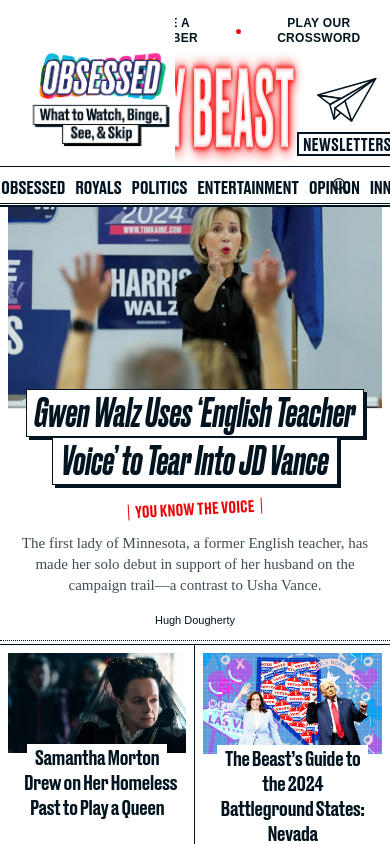 E A
BER
PLAY OUR
CROSSWORD
OBSESSED
What to Watch, Binge,
See, & Skip
Y BEAST
NEWSLETTERS
OBSESSED ROYALS POLITICS ENTERTAINMENT OPINION INN
2024
WWW.TIMKAINE.COM
HARRIS
WALZ
S
Gwen Walz Uses ‘English Teacher
Voice’ to Tear Into JD Vance
YOU KNOW THE VOICE
The first lady of Minnesota, a former English teacher, has
made her solo debut in support of her husband on the
campaign trail—a contrast to Usha Vance.
Hugh Dougherty
Samantha Morton
Drew on Her Homeless
Past to Play a Queen
The Beast’s Guide to
the 2024
Battleground States:
Nevada